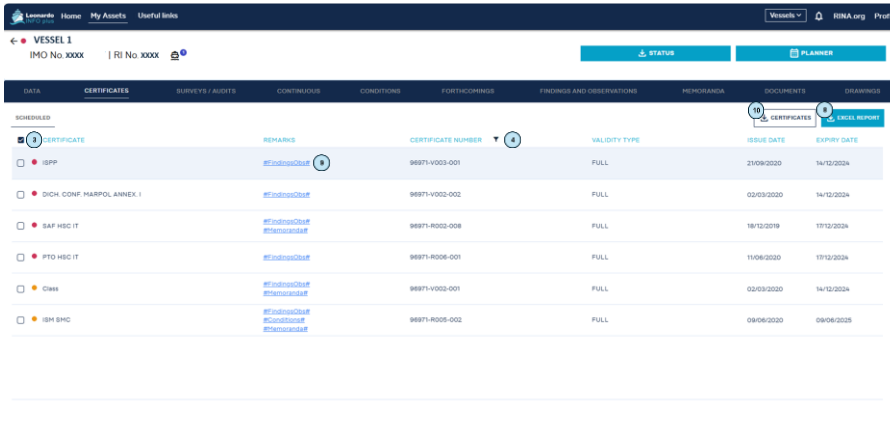 Leonardo INFO plus Home My Assets Useful links Vessels RINA.org Prof
VESSEL 1
IMO No. xxxx | RI No. xxxx
STATUS PLANNER
DATA CERTIFICATES SURVEYS / AUDITS CONTINUOUS CONDITIONS FORTHCOMINGS FINDINGS AND OBSERVATIONS MEMORANDA DOCUMENTS DRAWINGS
SCHEDULED 10 CERTIFICATES 8 EXCEL REPORT
3 CERTIFICATE REMARKS CERTIFICATE NUMBER 4 VALIDITY TYPE ISSUE DATE EXPIRY DATE
ISPP #FindingsObs# 9 96971-V003-001 FULL 21/09/2020 14/12/2024
DICH. CONF. MARPOL ANNEX. I #FindingsObs# 96971-V002-002 FULL 02/03/2020 14/12/2024
SAF HSC IT #FindingsObs# 96971-R002-008 FULL 18/12/2019 17/12/2024
#Memoranda#
PTO HSC IT #FindingsObs# 96971-R006-001 FULL 11/06/2020 17/12/2024
Class #FindingsObs# 96971-V002-001 FULL 02/03/2020 14/12/2024
#Memoranda#
#FindingsObs#
ISM SMC #Conditions# 96971-R005-002 FULL 09/06/2020 09/06/2025
#Memoranda#